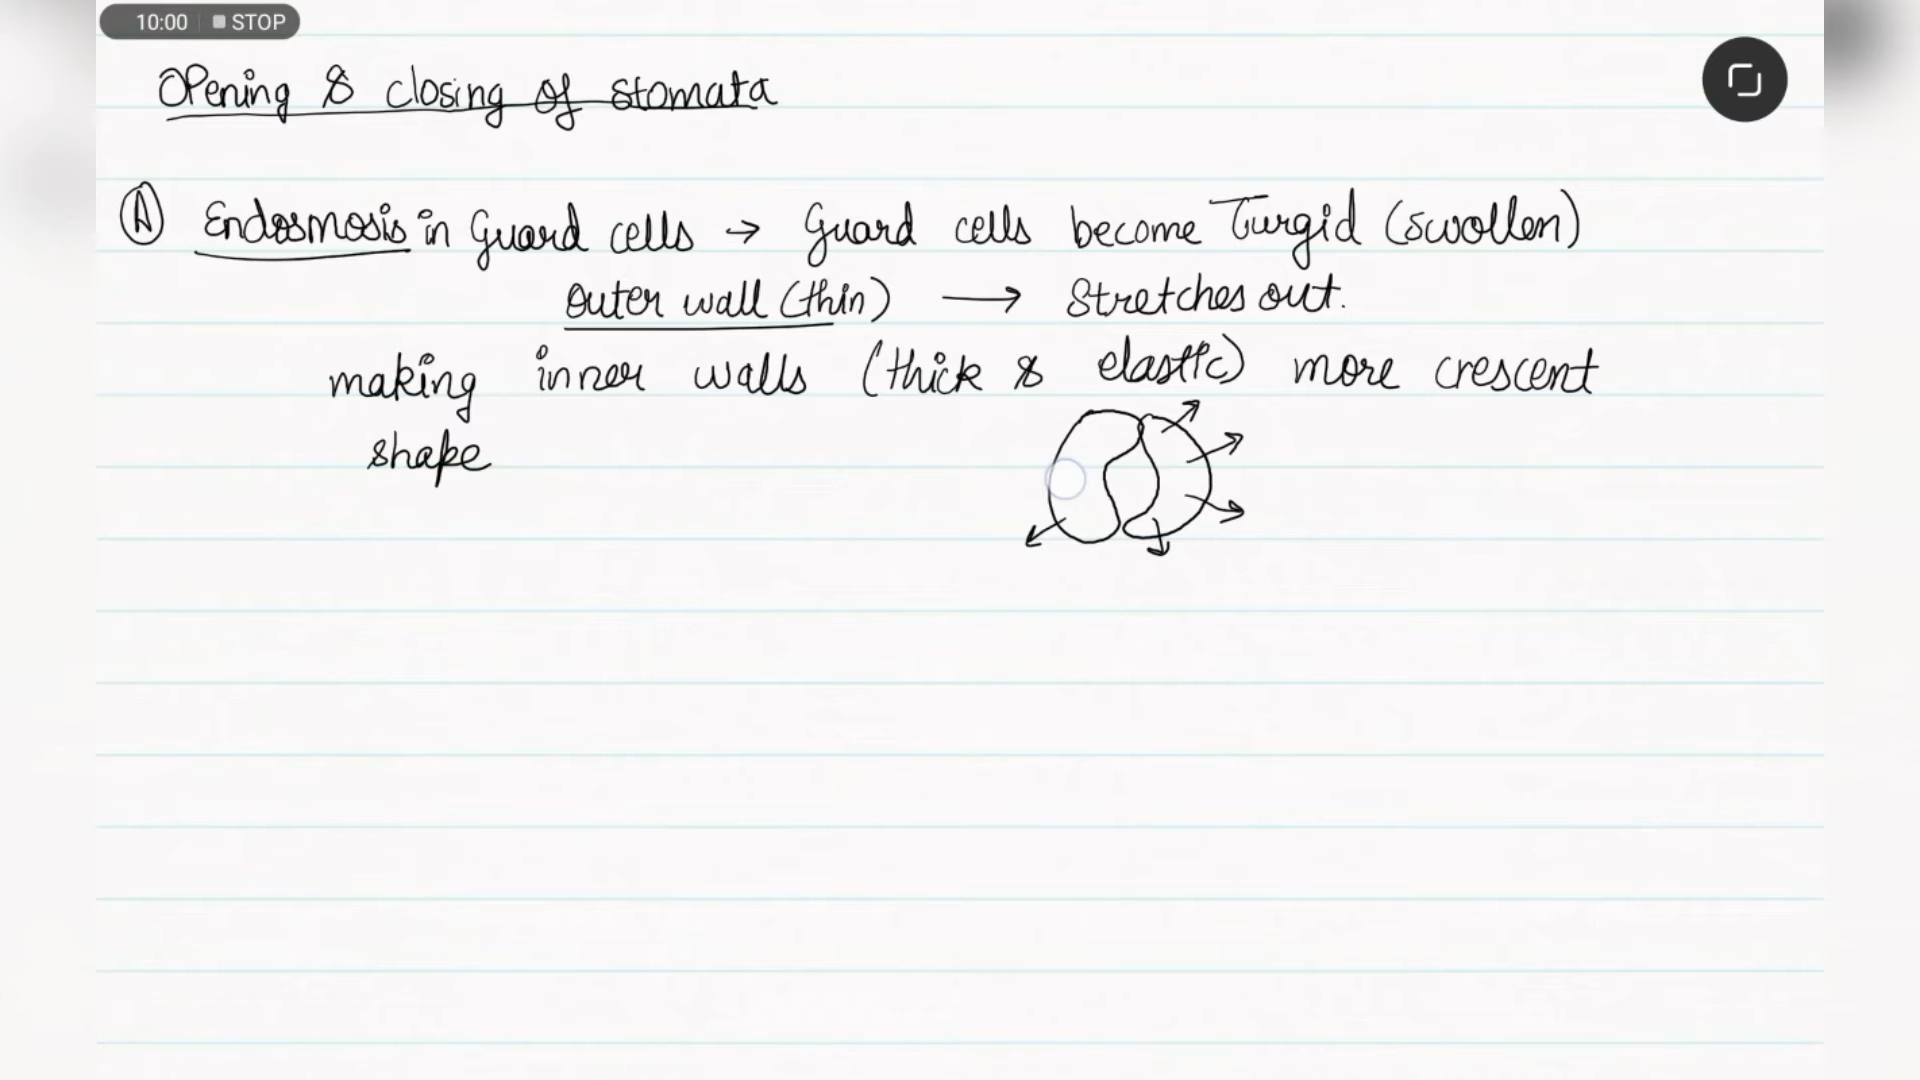 10:00 STOP
Opening & closing of stomata
(A) Endosmosis in Guard cells → Guard cells become Turgid (swollen)
outer wall (thin) → Stretches out.
making inner walls (thick & elastic) more crescent
shape